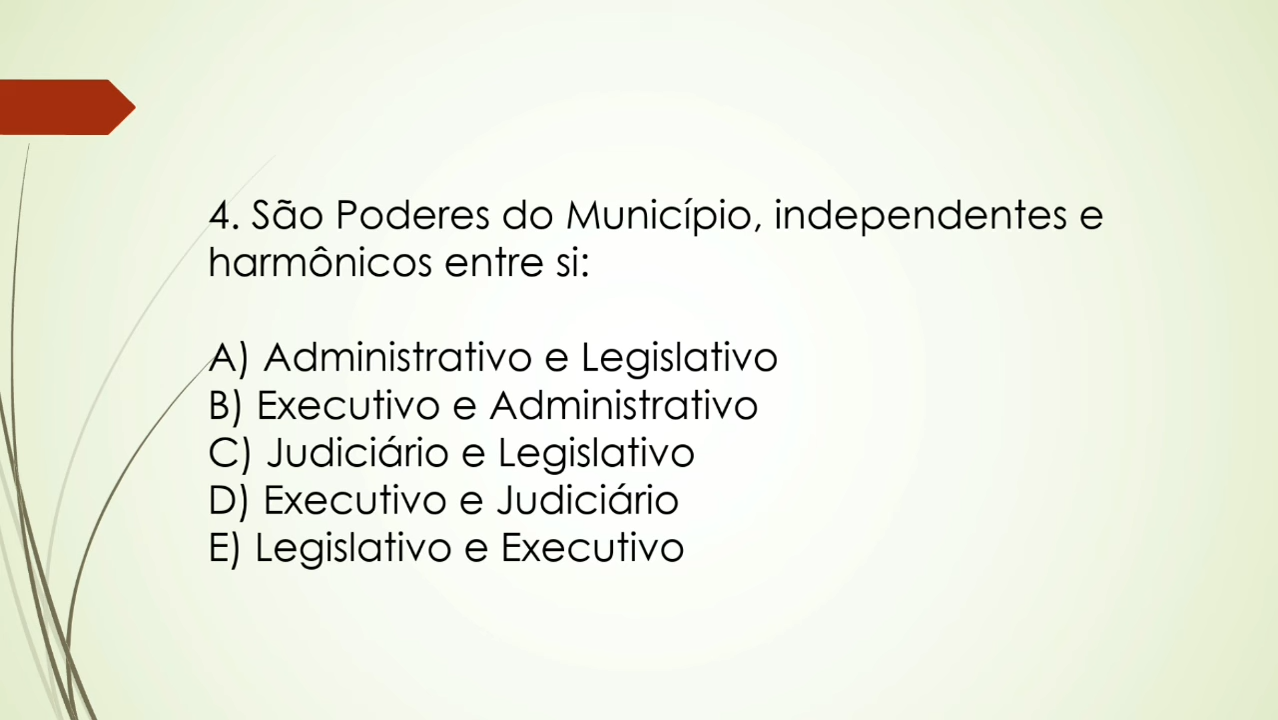 4. São Poderes do Município, independentes e
harmônicos entre si:
A) Administrativo e Legislativo
B) Executivo e Administrativo
C) Judiciário e Legislativo
D) Executivo e Judiciário
E) Legislativo e Executivo